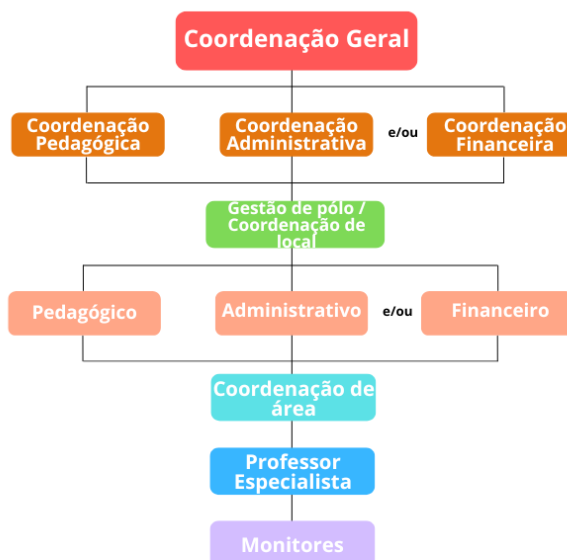 Coordenação Geral
Coordenação
Pedagógica
Coordenação
Administrativa
e/ou
Coordenação
Financeira
Gestão de pólo /
Coordenação de
local
Pedagógico
Administrativo
e/ou
Financeiro
Coordenação de
área
Professor
Especialista
Monitores